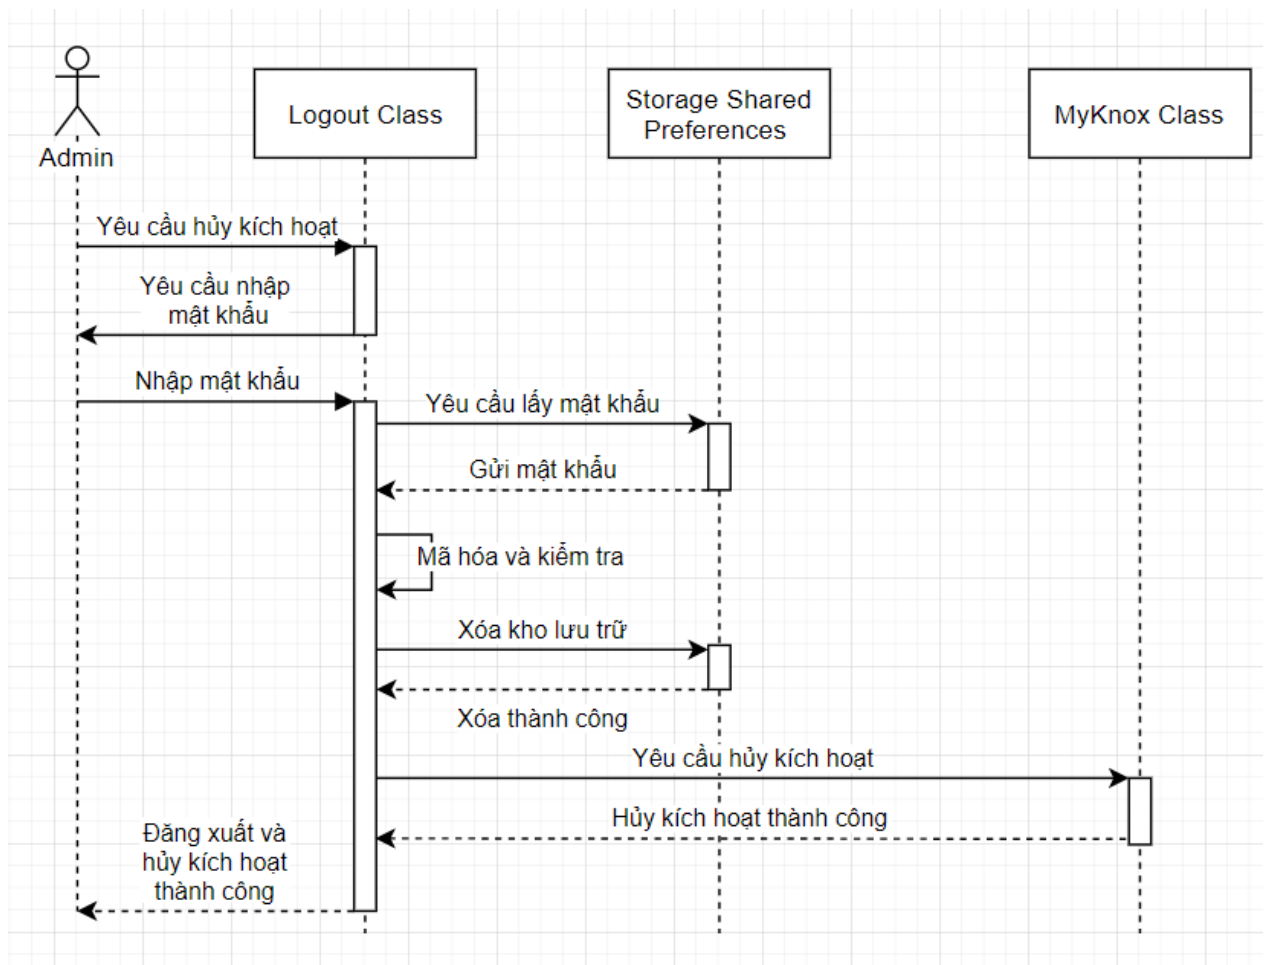 Admin
Logout Class
Storage Shared
Preferences
MyKnox Class
Yêu cầu hủy kích hoạt
Yêu cầu nhập
mật khẩu
Nhập mật khẩu
Yêu cầu lấy mật khẩu
Gửi mật khẩu
Mã hóa và kiểm tra
Xóa kho lưu trữ
Xóa thành công
Yêu cầu hủy kích hoạt
Hủy kích hoạt thành công
Đăng xuất và
hủy kích hoạt
thành công